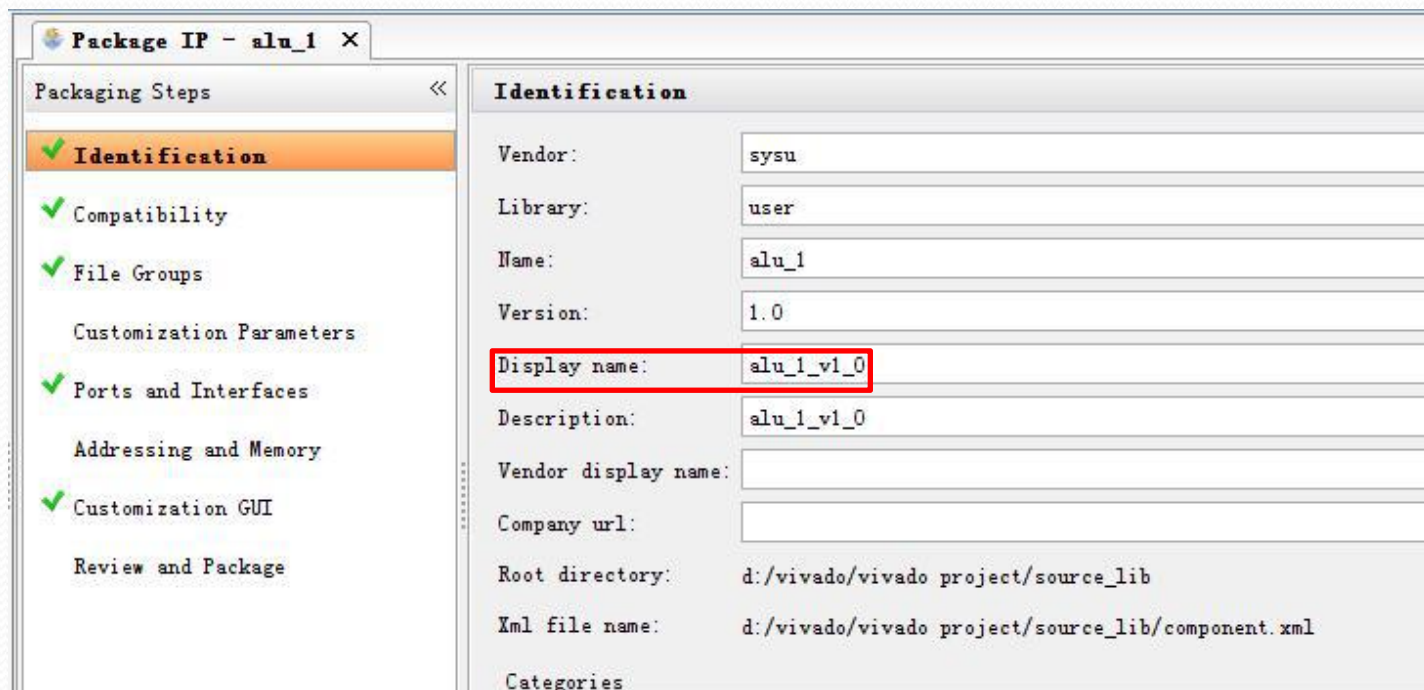 Package IP - alu_1 X
Packaging Steps «
Identification
Compatibility
File Groups
Customization Parameters
Ports and Interfaces
Addressing and Memory
Customization GUI
Review and Package
Identification
Vendor: sysu
Library: user
Name: alu_1
Version: 1.0
Display name: alu_1_v1_0
Description: alu_1_v1_0
Vendor display name:
Company url:
Root directory: d:/vivado/vivado project/source_lib
Xml file name: d:/vivado/vivado project/source_lib/component.xml
Categories